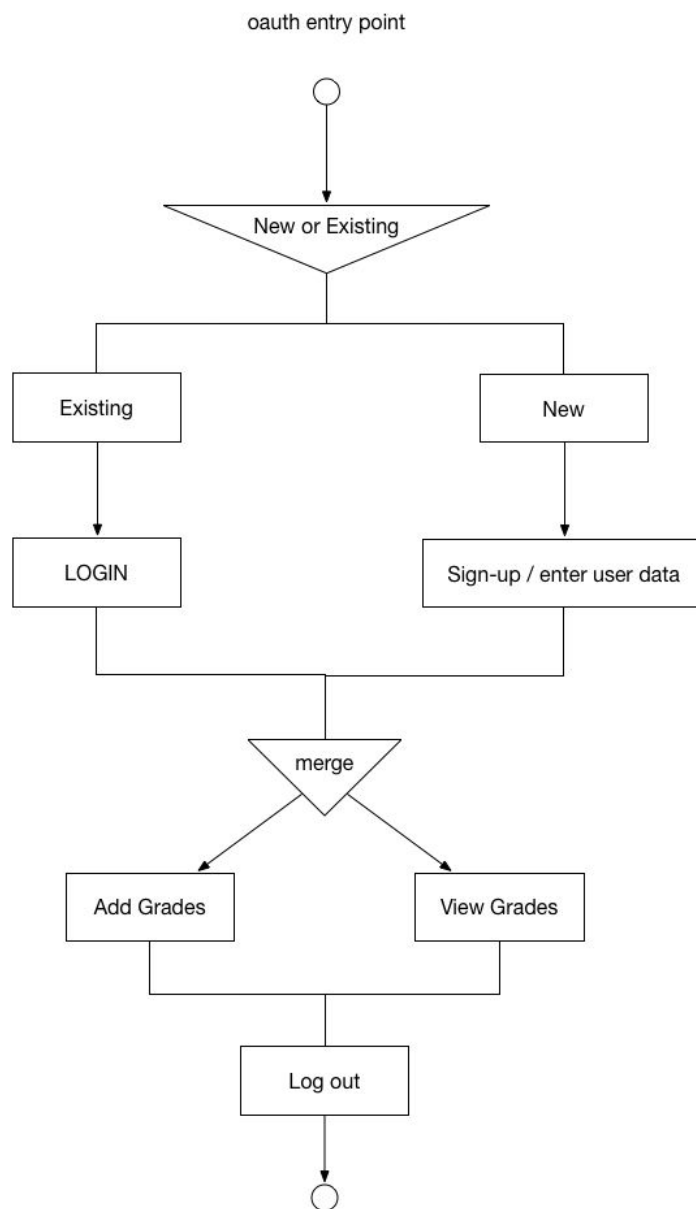 oauth entry point
New or Existing
Existing
New
LOGIN
Sign-up / enter user data
merge
Add Grades
View Grades
Log out